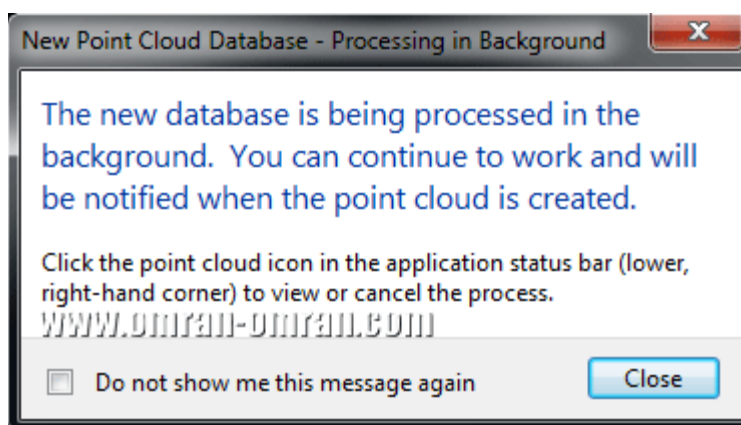 New Point Cloud Database - Processing in Background
The new database is being processed in the
background.  You can continue to work and will
be notified when the point cloud is created.
Click the point cloud icon in the application status bar (lower,
right-hand corner) to view or cancel the process.
www.omran-omran.com
Do not show me this message again
Close